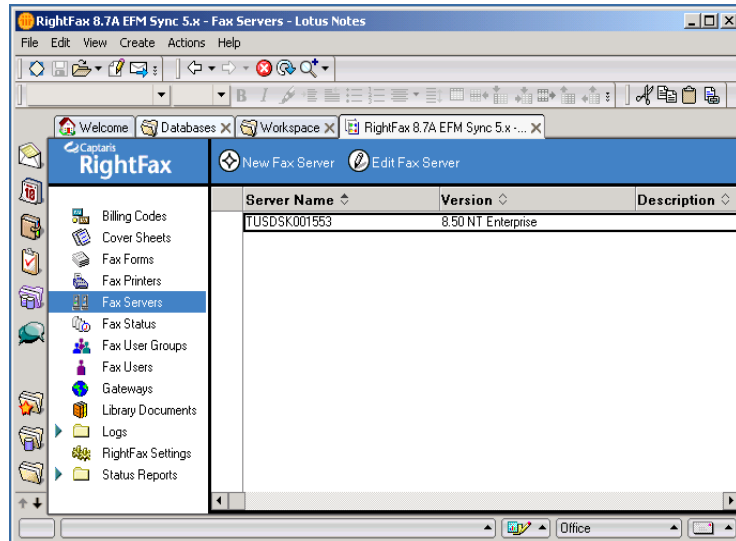 RightFax 8.7A EFM Sync 5.x - Fax Servers - Lotus Notes
File Edit View Create Actions Help
B I
Welcome Databases Workspace RightFax 8.7A EFM Sync 5.x -...
Captaris
RightFax
New Fax Server Edit Fax Server
Server Name Version Description
TUSDSK001553 8.50 NT Enterprise
Billing Codes
Cover Sheets
Fax Forms
Fax Printers
Fax Servers
Fax Status
Fax User Groups
Fax Users
Gateways
Library Documents
Logs
RightFax Settings
Status Reports
18
Office